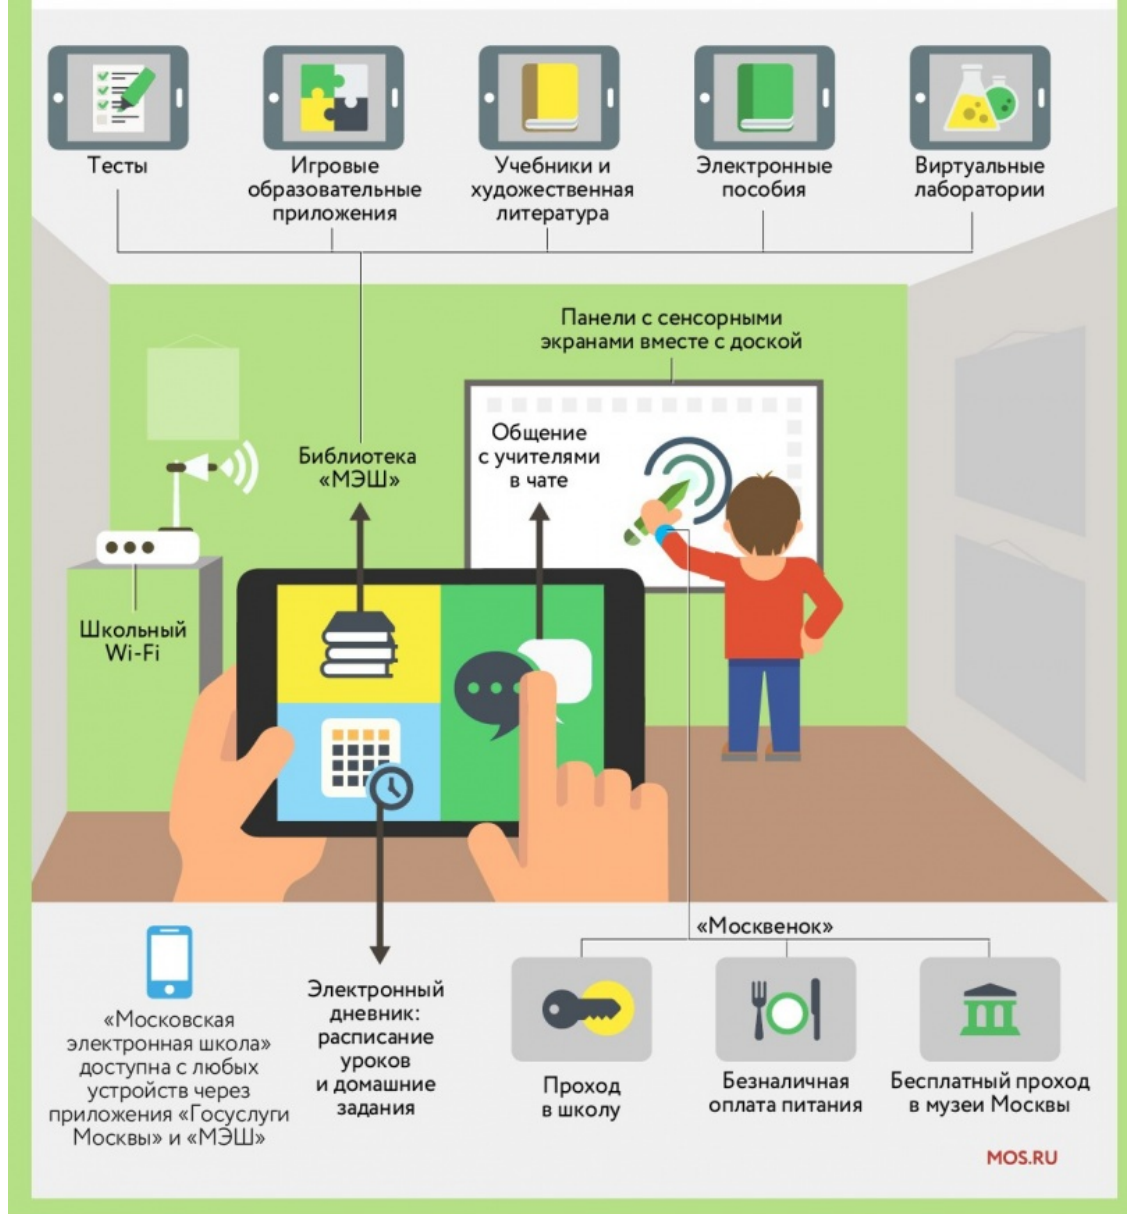 Тесты
Игровые
образовательные
приложения
Учебники и
художественная
литература
Электронные
пособия
Виртуальные
лаборатории
Панели с сенсорными
экранами вместе с доской
Библиотека
«МЭШ»
Общение
с учителями
в чате
Школьный
Wi-Fi
«Москвенок»
«Московская
электронная школа»
доступна с любых
устройств через
приложения «Госуслуги
Москвы» и «МЭШ»
Электронный
дневник:
расписание
уроков
и домашние
задания
Проход
в школу
Безналичная
оплата питания
Бесплатный проход
в музеи Москвы
MOS.RU